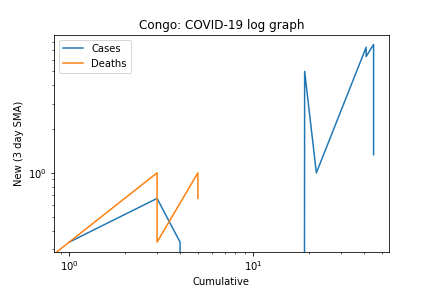 Congo: COVID-19 log graph
Cases
Deaths
New (3 day SMA)
10⁰
10⁰
10¹
Cumulative